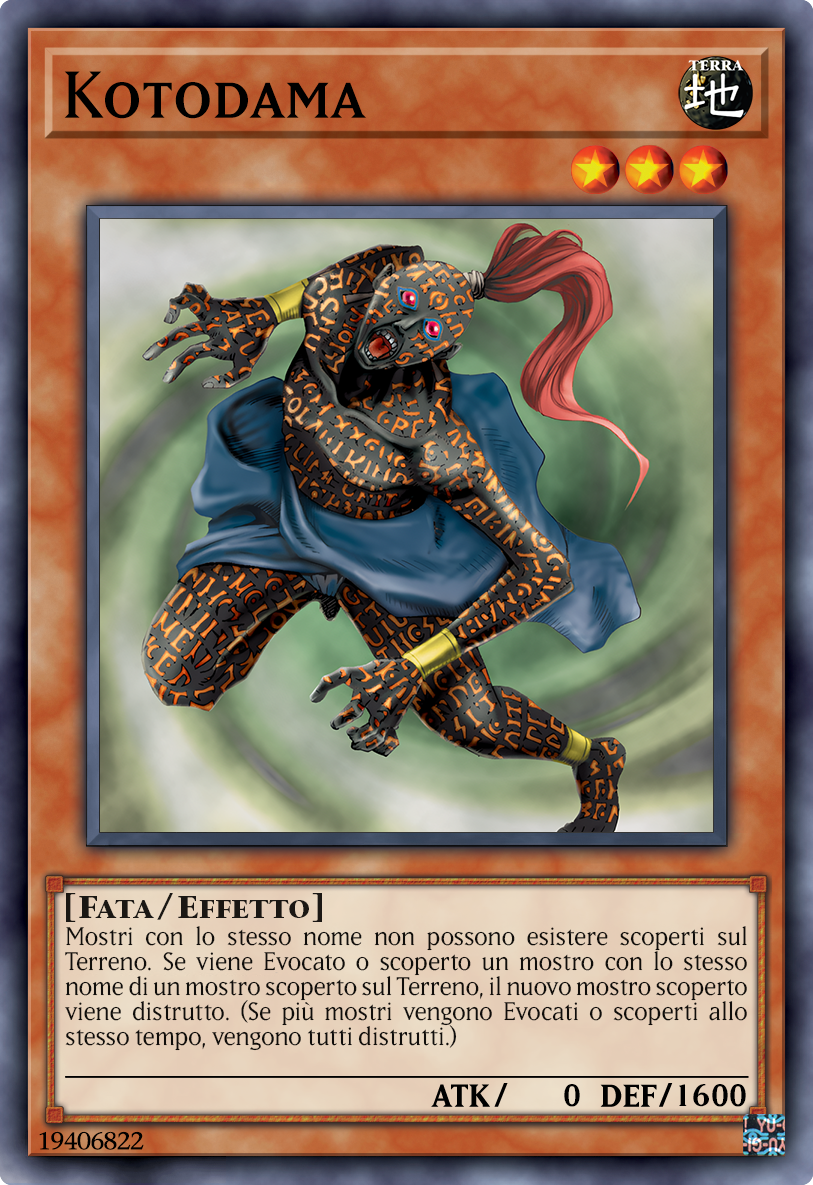 Kotodama
TERRA
地
[Fata/Effetto]
Mostri con lo stesso nome non possono esistere scoperti sul
Terreno. Se viene Evocato o scoperto un mostro con lo stesso
nome di un mostro scoperto sul Terreno, il nuovo mostro scoperto
viene distrutto. (Se più mostri vengono Evocati o scoperti allo
stesso tempo, vengono tutti distrutti.)
ATK/ 0 DEF/1600
19406822